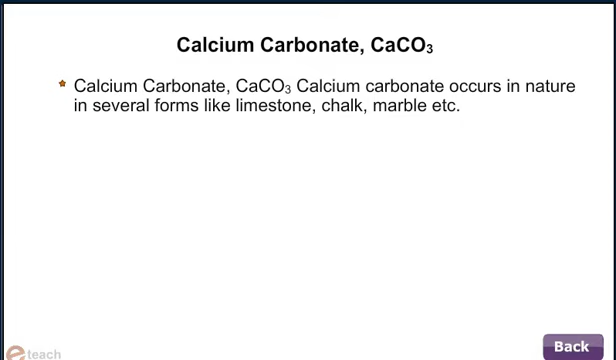 Calcium Carbonate, CaCO₃
Calcium Carbonate, CaCO₃ Calcium carbonate occurs in nature
in several forms like limestone, chalk, marble etc.
Back
e teach